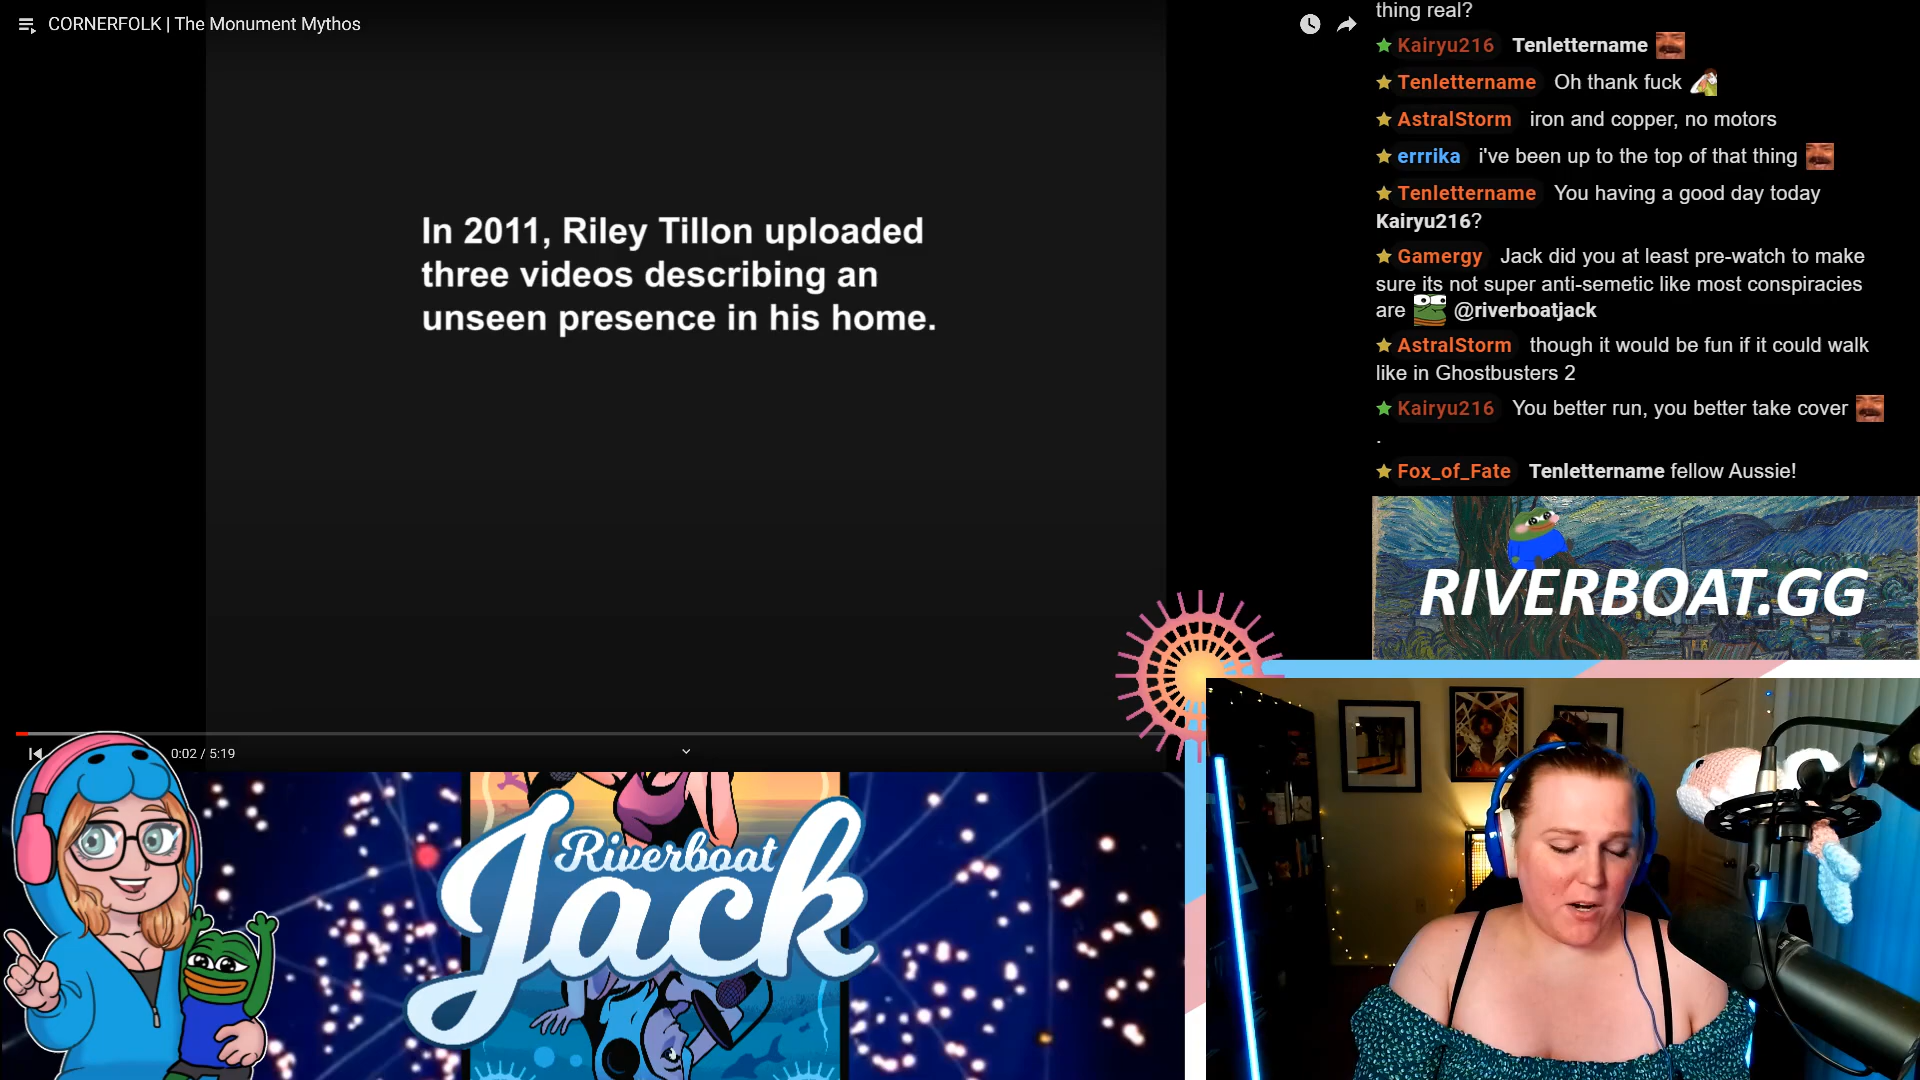 CORNERFOLK | The Monument Mythos
In 2011, Riley Tillon uploaded
three videos describing an
unseen presence in his home.
0:02 / 5:19
thing real?
Kairyu216 Tenlettername
Tenlettername Oh thank fuck
AstralStorm iron and copper, no motors
errrika i've been up to the top of that thing
Tenlettername You having a good day today
Kairyu216?
Gamergy Jack did you at least pre-watch to make
sure its not super anti-semetic like most conspiracies
are @riverboatjack
AstralStorm though it would be fun if it could walk
like in Ghostbusters 2
Kairyu216 You better run, you better take cover
.
Fox_of_Fate Tenlettername fellow Aussie!
RIVERBOAT.GG
Riverboat
Jack